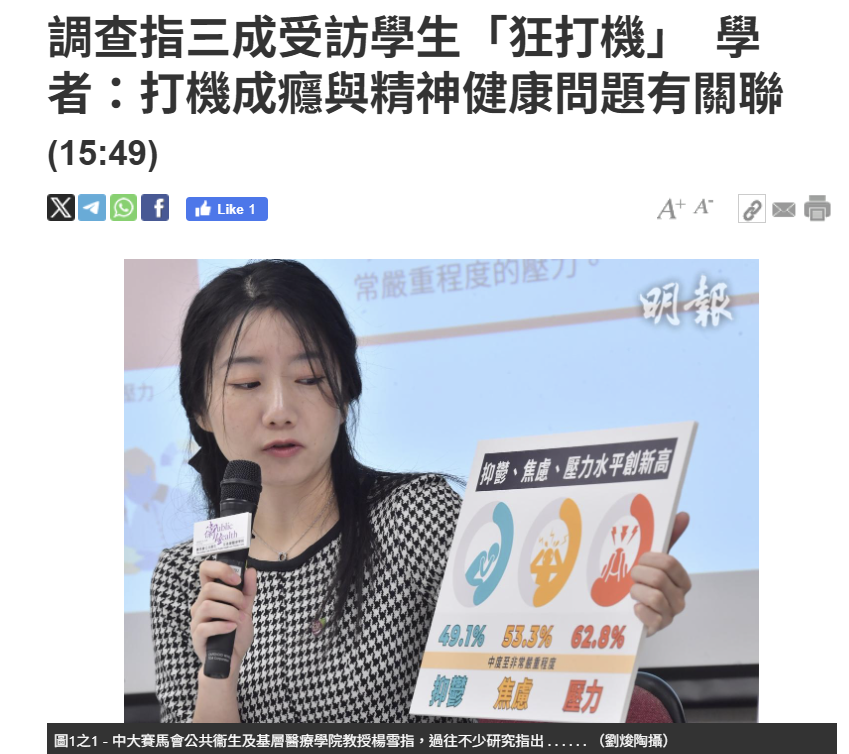 調查指三成受訪學生「狂打機」 學
者：打機成癮與精神健康問題有關聯
(15:49)
Like 1
A+ A-
常嚴重程度的壓力。
明報
壓力
Public
Health
抑鬱、焦慮、壓力水平創新高
49.1% 53.3% 62.8%
中度至非常嚴重程度
抑鬱 焦慮 壓力
圖1之1 - 中大賽馬會公共衞生及基層醫療學院教授楊雪指，過往不少研究指出 . . . . . . （劉焌陶攝）